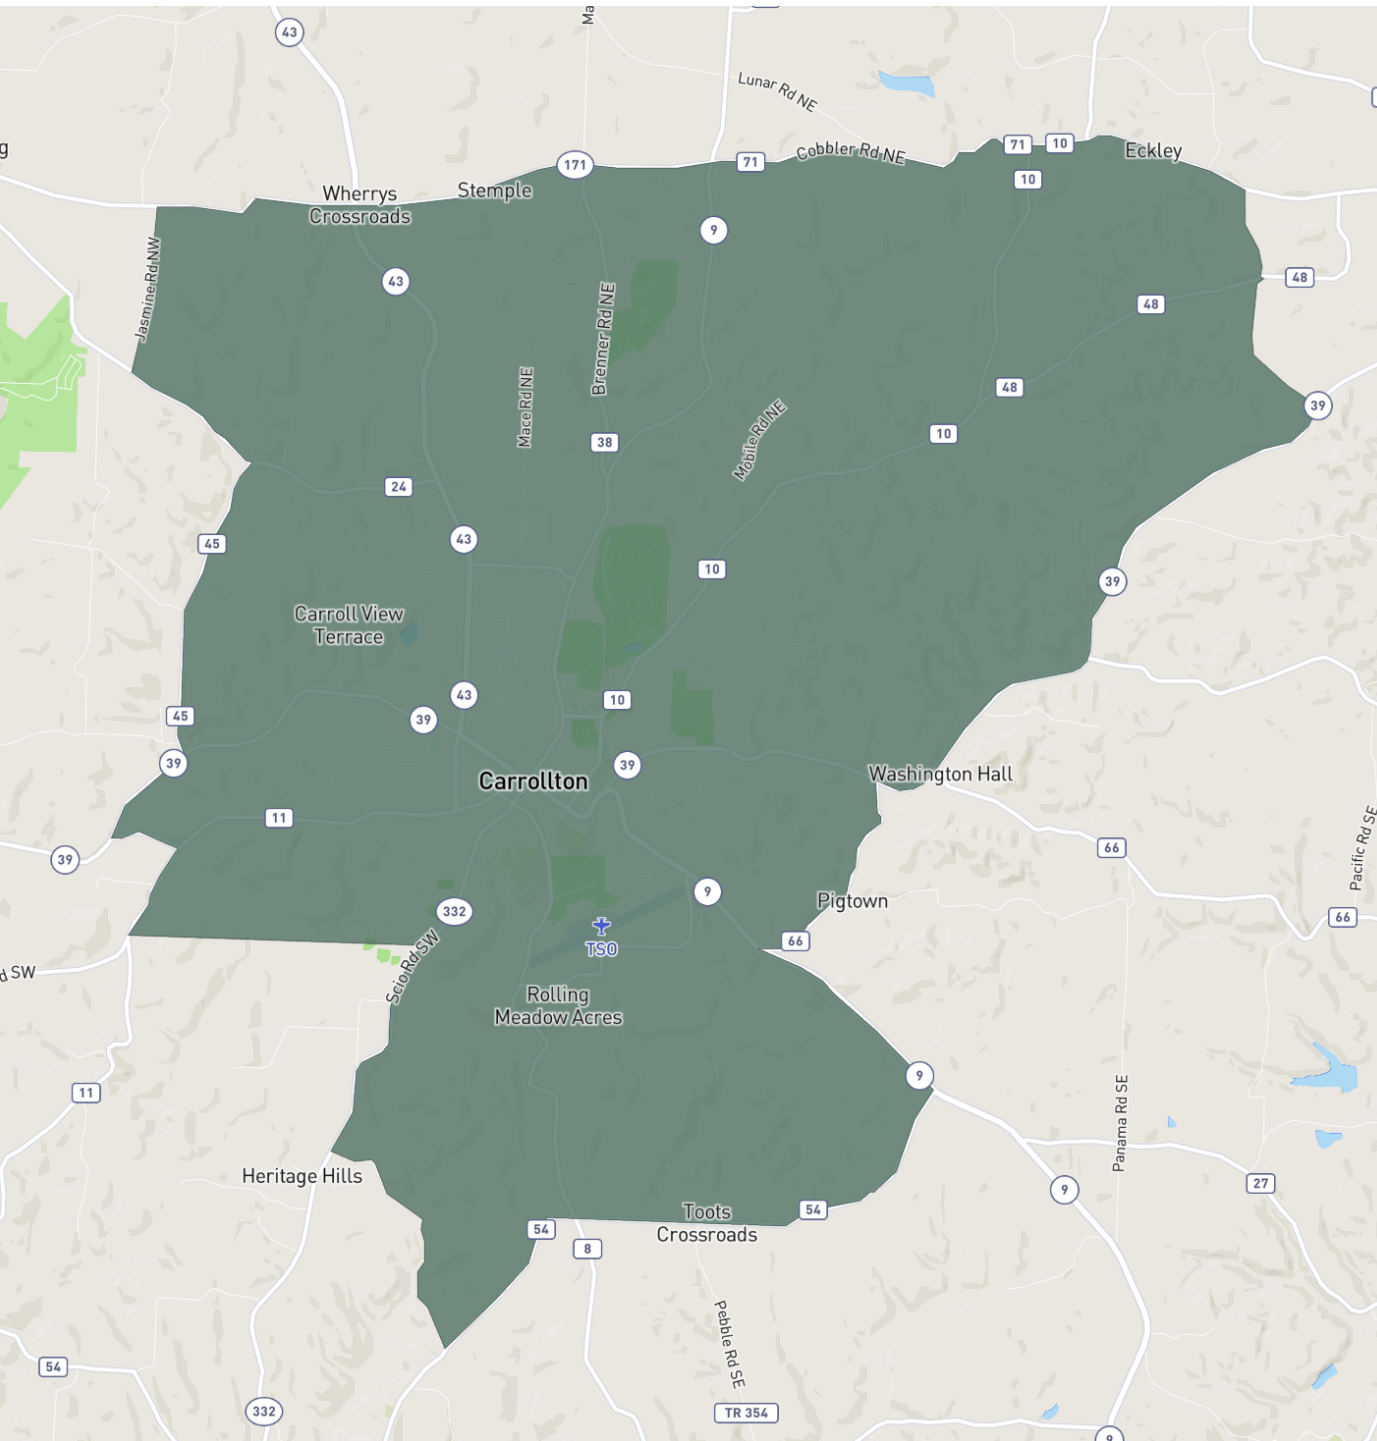 43
Lunar Rd NE
g
171
71
Cobbler Rd NE
71
10
Eckley
10
Wherrys
Crossroads
Stemple
9
Jasmine Rd NW
43
48
48
Brenner Rd NE
Mace Rd NE
48
39
Mobile Rd NE
38
10
24
45
43
10
39
Carroll View
Terrace
45
43
10
39
39
39
Carrollton
Washington Hall
11
66
Pacific Rd SE
39
9
Pigtown
332
66
66
TSO
Scio Rd SW
d SW
Rolling
Meadow Acres
9
11
Panama Rd SE
Heritage Hills
9
27
54
Toots
Crossroads
54
8
Pebble Rd SE
54
332
TR 354
9